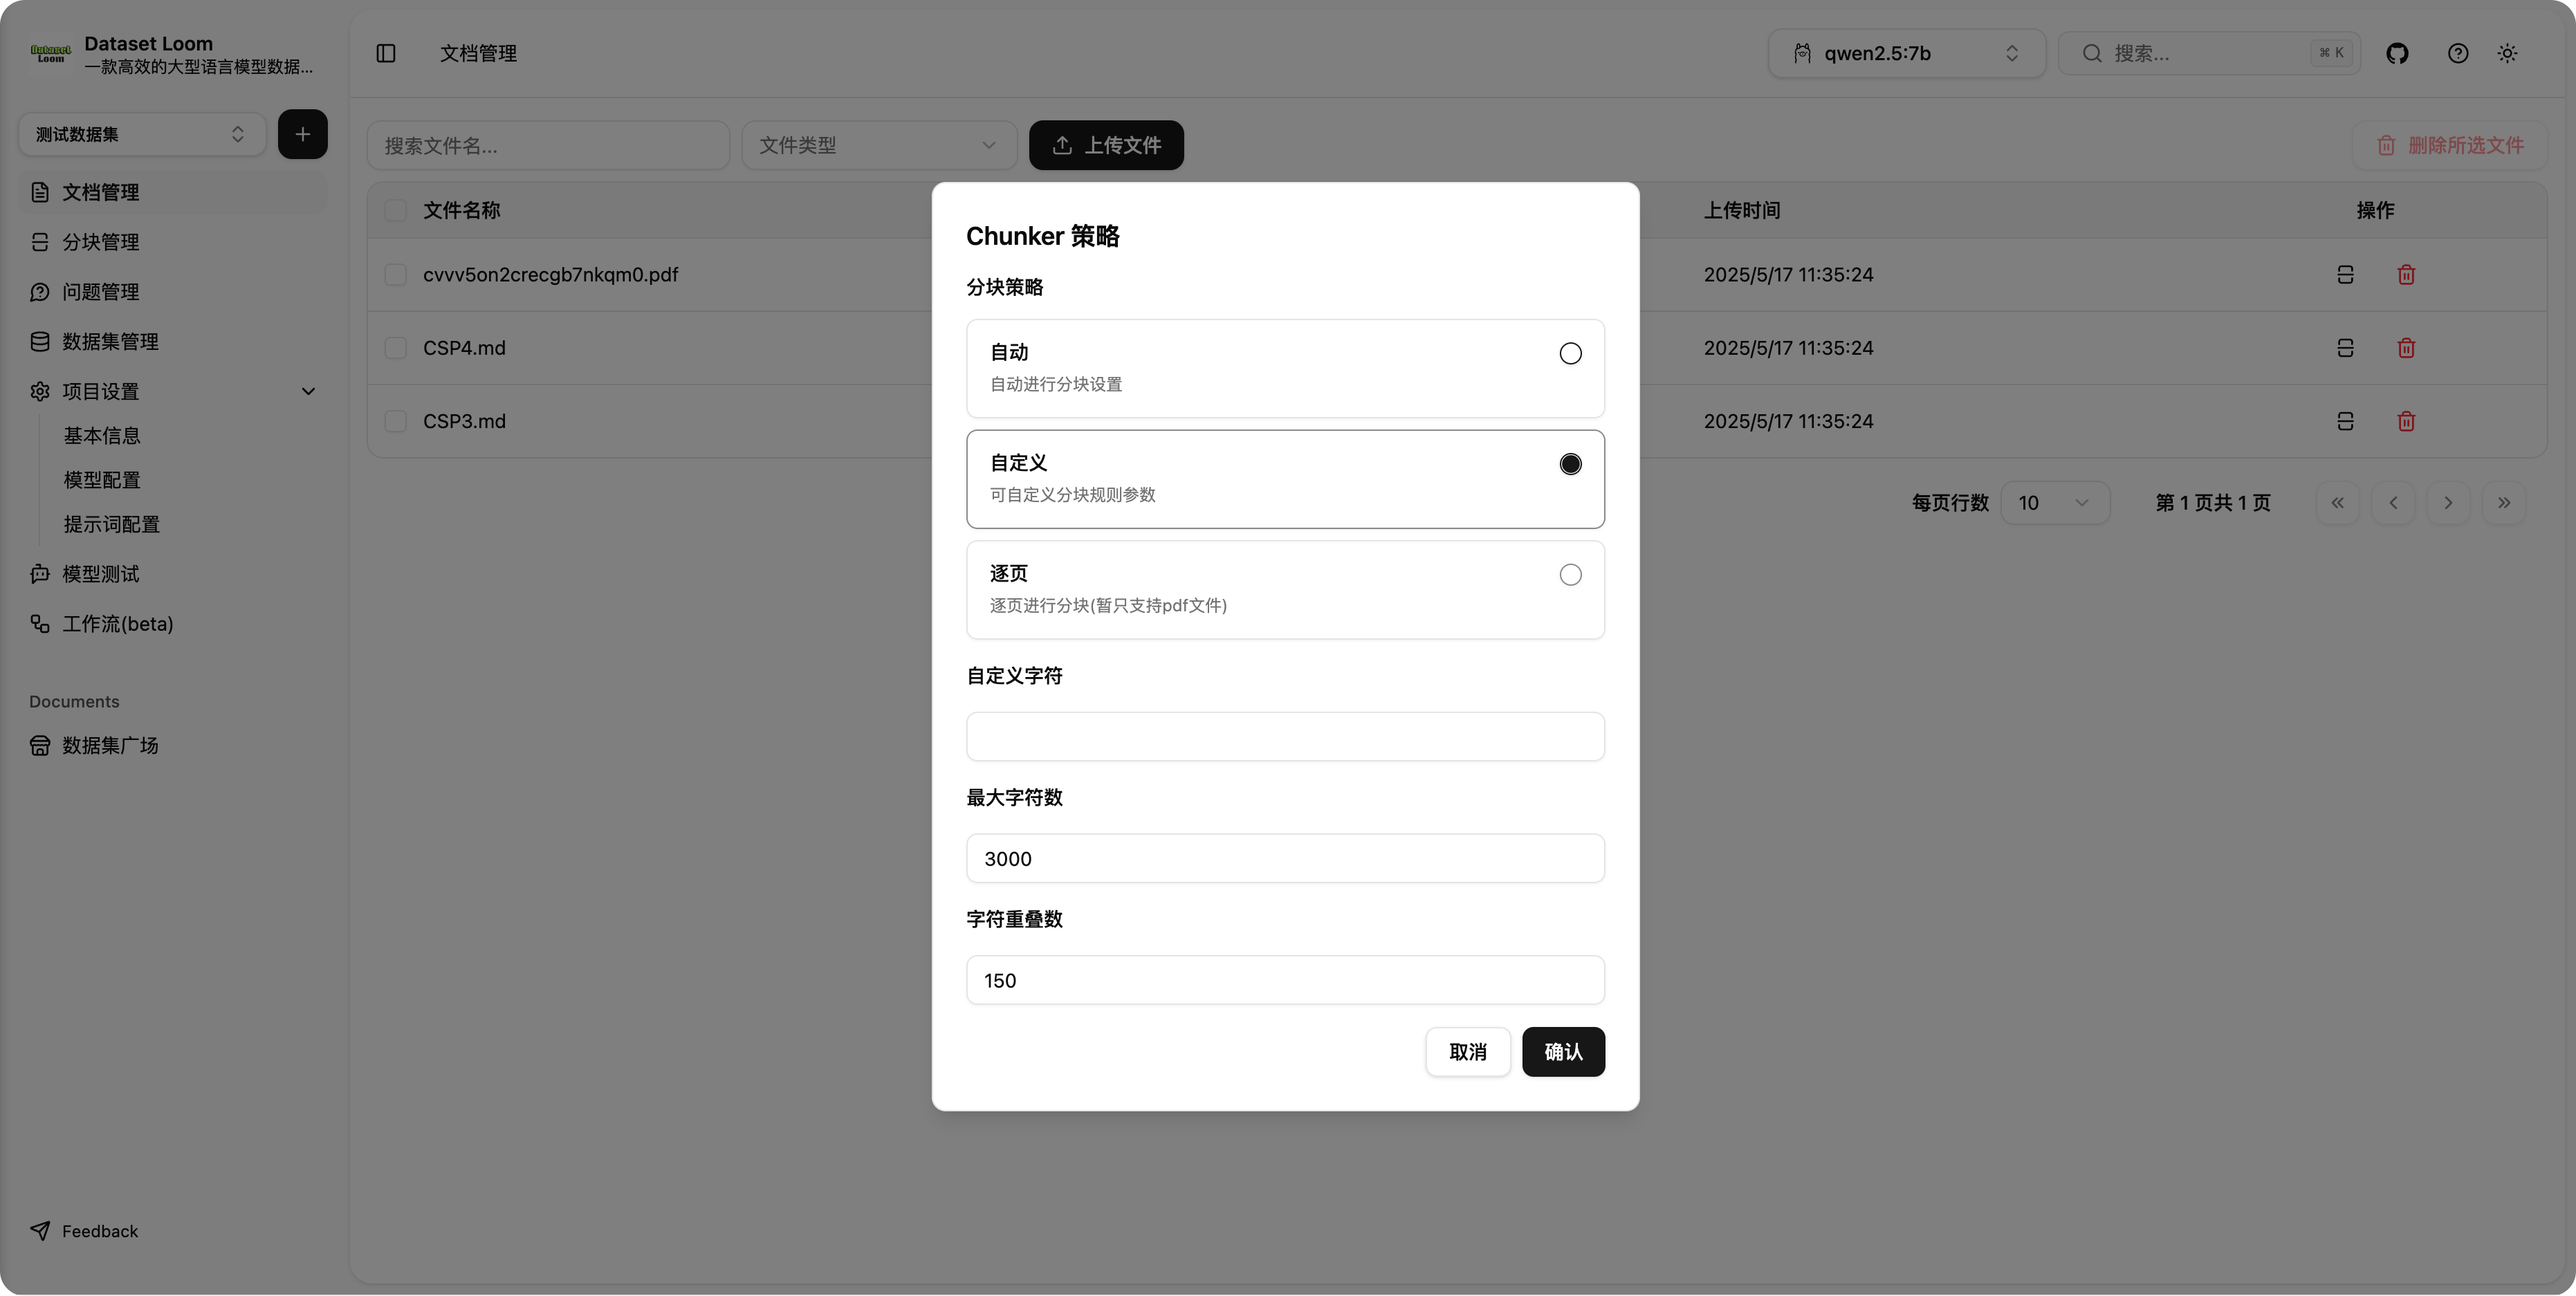 Dataset Loom
Dataset Loom
一款高效的大型语言模型数据...
测试数据集
文档管理
分块管理
问题管理
数据集管理
项目设置
基本信息
模型配置
提示词配置
模型测试
工作流(beta)
Documents
数据集广场
Feedback
文档管理
qwen2.5:7b
搜索...
⌘ K
搜索文件名...
文件类型
上传文件
删除所选文件
文件名称
上传时间
操作
cvvv5on2crecgb7nkqm0.pdf
2025/5/17 11:35:24
CSP4.md
2025/5/17 11:35:24
CSP3.md
2025/5/17 11:35:24
每页行数
10
第 1 页共 1 页
Chunker 策略
分块策略
自动
自动进行分块设置
自定义
可自定义分块规则参数
逐页
逐页进行分块(暂只支持pdf文件)
自定义字符
最大字符数
3000
字符重叠数
150
取消
确认